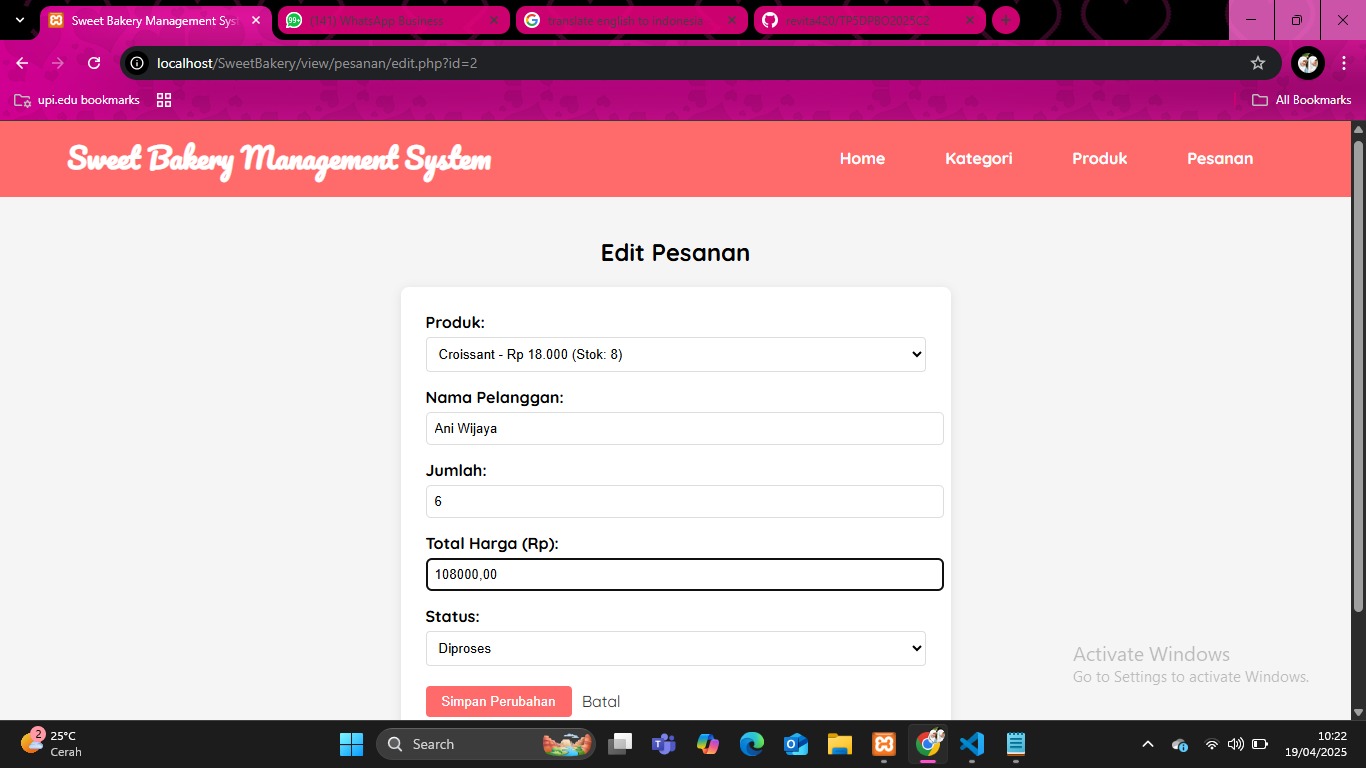 Sweet Bakery Management Sys
(141) WhatsApp Business
translate english to indonesia
localhost/SweetBakery/view/pesanan/edit.php?id=2
upi.edu bookmarks
All Bookmarks
Sweet Bakery Management System
Home
Kategori
Produk
Pesanan
Edit Pesanan
Produk:
Croissant - Rp 18.000 (Stok: 8)
Nama Pelanggan:
Ani Wijaya
Jumlah:
6
Total Harga (Rp):
108000,00
Status:
Diproses
Simpan Perubahan
Batal
Activate Windows
Go to Settings to activate Windows.
2
25°C
Cerah
Search
10:22
19/04/2025